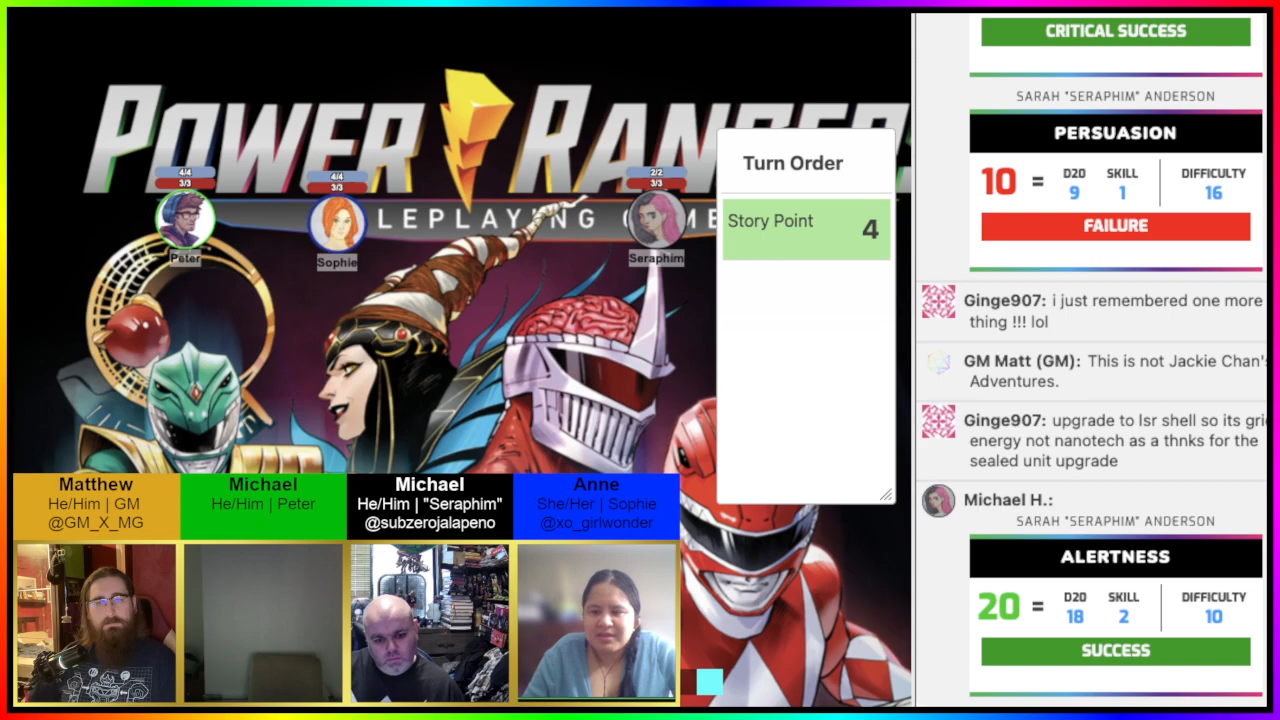 POWER RANGERS
LEPLAYING GAME
4/4
3/3
Peter
4/4
3/3
Sophie
2/2
3/3
Seraphim
Turn Order
Story Point
4
Matthew
He/Him | GM
@GM_X_MG
Michael
He/Him | Peter
Michael
He/Him | "Seraphim"
@subzerojalapeno
Anne
She/Her | Sophie
@xo_girlwonder
CRITICAL SUCCESS
SARAH "SERAPHIM" ANDERSON
PERSUASION
D20 SKILL DIFFICULTY
10 = 9 1 16
FAILURE
Ginge907: i just remembered one more
thing !!! lol
GM Matt (GM): This is not Jackie Chan's
Adventures.
Ginge907: upgrade to lsr shell so its gri
energy not nanotech as a thnks for the
sealed unit upgrade
Michael H.:
SARAH "SERAPHIM" ANDERSON
ALERTNESS
D20 SKILL DIFFICULTY
20 = 18 2 10
SUCCESS